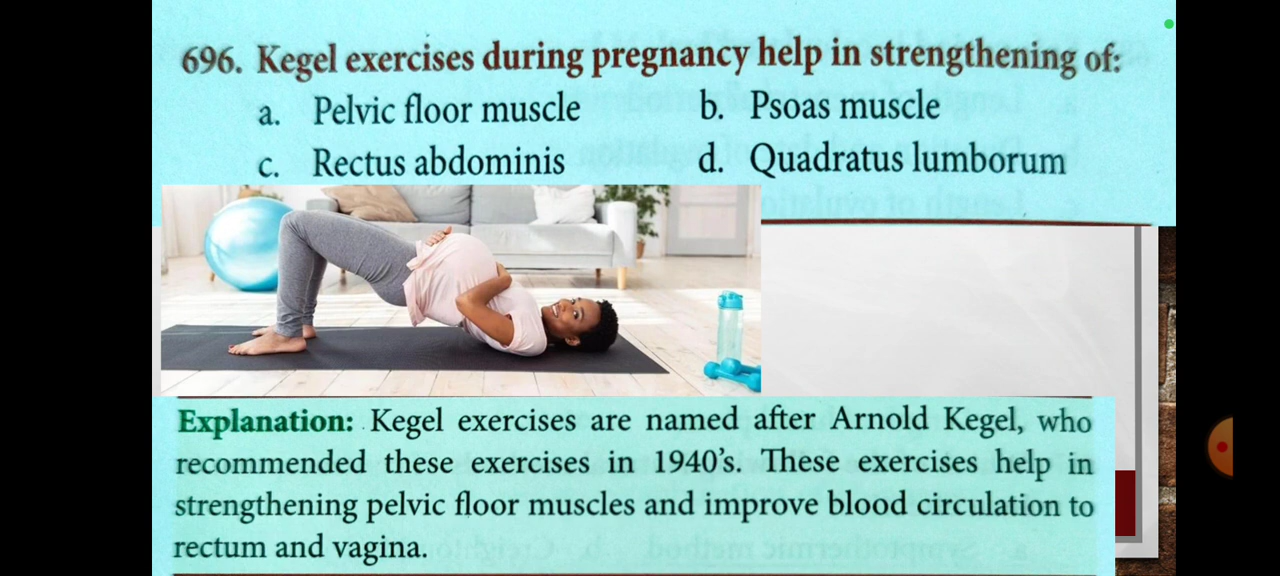 696. Kegel exercises during pregnancy help in strengthening of:
a. Pelvic floor muscle b. Psoas muscle
c. Rectus abdominis d. Quadratus lumborum
Explanation: Kegel exercises are named after Arnold Kegel, who
recommended these exercises in 1940's. These exercises help in
strengthening pelvic floor muscles and improve blood circulation to
rectum and vagina.